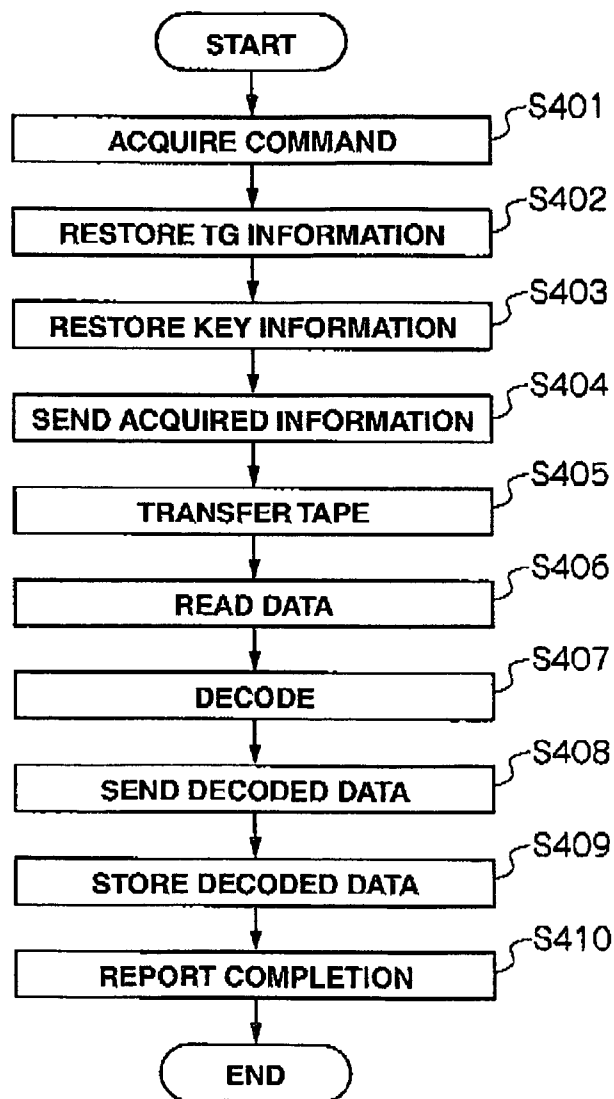 START
S401
ACQUIRE COMMAND
S402
RESTORE TG INFORMATION
S403
RESTORE KEY INFORMATION
S404
SEND ACQUIRED INFORMATION
S405
TRANSFER TAPE
S406
READ DATA
S407
DECODE
S408
SEND DECODED DATA
S409
STORE DECODED DATA
S410
REPORT COMPLETION
END